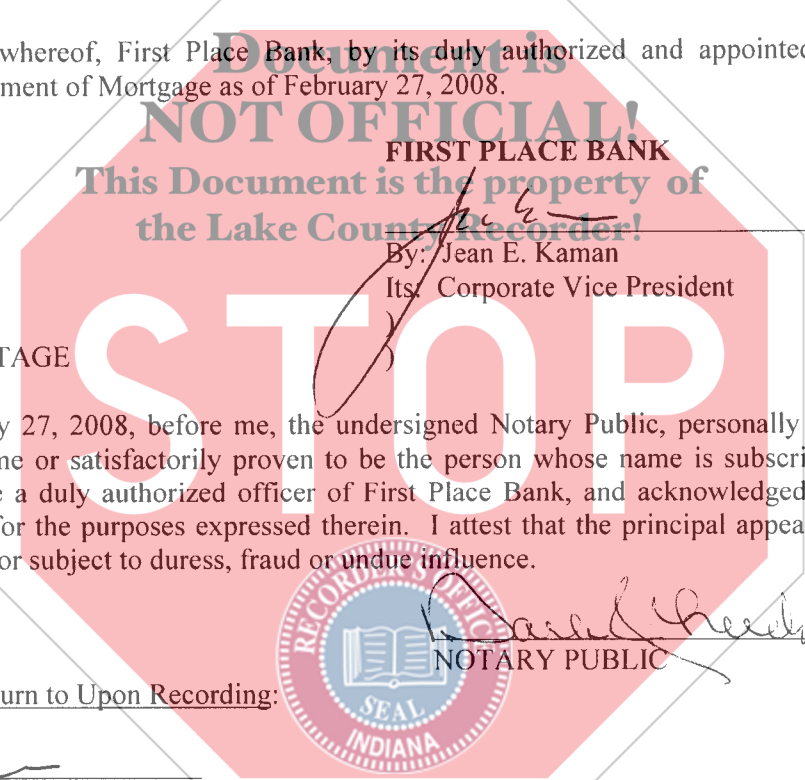 whereof, First Place Bank, by its duly authorized and appointed
Document is
ment of Mortgage as of February 27, 2008.
NOT OFFICIAL!
FIRST PLACE BANK
This Document is the property of
the Lake County Recorder!
By: Jean E. Kaman
Its: Corporate Vice President
)
TAGE )
STOP
y 27, 2008, before me, the undersigned Notary Public, personally
me or satisfactorily proven to be the person whose name is subscri
e a duly authorized officer of First Place Bank, and acknowledged
for the purposes expressed therein. I attest that the principal appea
or subject to duress, fraud or undue influence.
RECORDER'S OFFICE
NOTARY PUBLIC
SEAL
INDIANA
urn to Upon Recording: